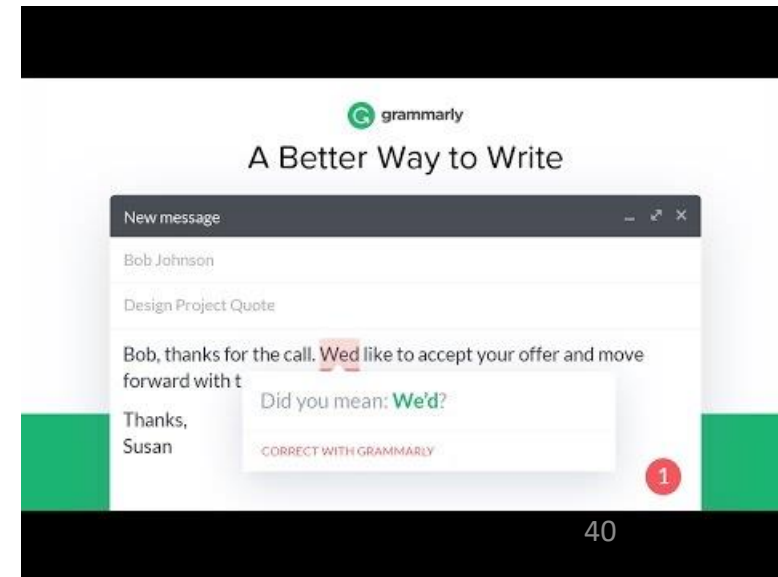 grammarly
A Better Way to Write
New message
Bob Johnson
Design Project Quote
Bob, thanks for the call. Wed like to accept your offer and move
forward with t
Did you mean: We'd?
Thanks,
Susan
CORRECT WITH GRAMMARLY
1
40